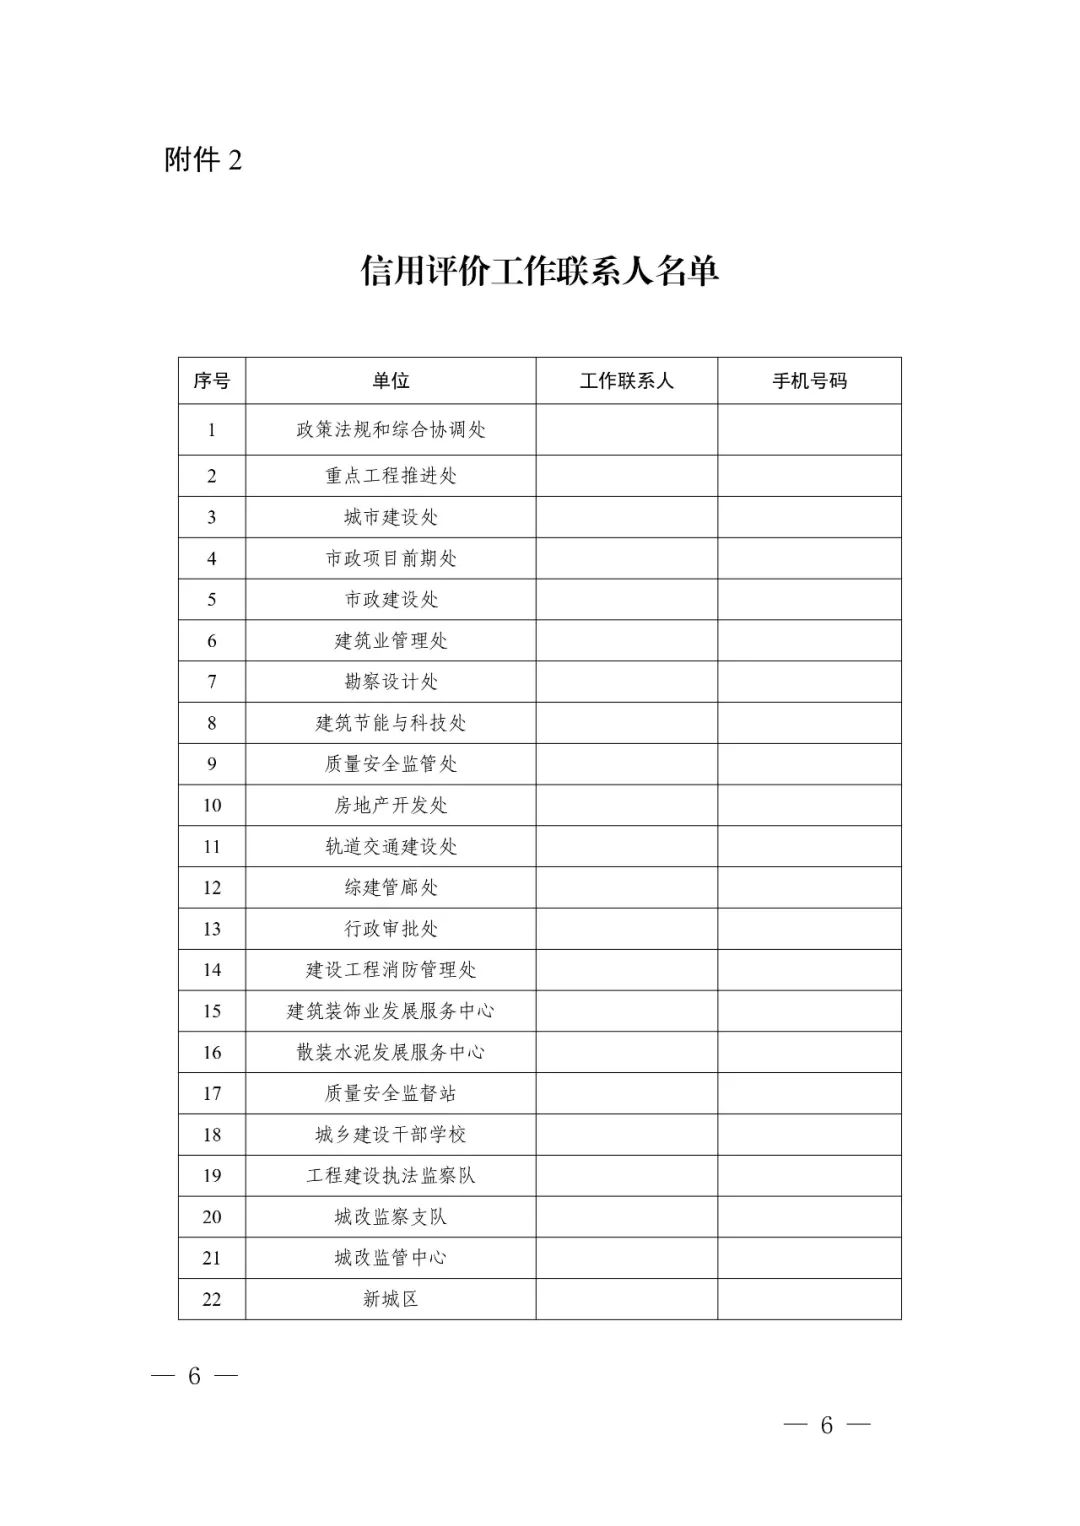 附件 2
信用评价工作联系人名单
序号 单位 工作联系人 手机号码
1 政策法规和综合协调处
2 重点工程推进处
3 城市建设处
4 市政项目前期处
5 市政建设处
6 建筑业管理处
7 勘察设计处
8 建筑节能与科技处
9 质量安全监管处
10 房地产开发处
11 轨道交通建设处
12 综建管廊处
13 行政审批处
14 建设工程消防管理处
15 建筑装饰业发展服务中心
16 散装水泥发展服务中心
17 质量安全监督站
18 城乡建设干部学校
19 工程建设执法监察队
20 城改监察支队
21 城改监管中心
22 新城区
— 6 —
— 6 —